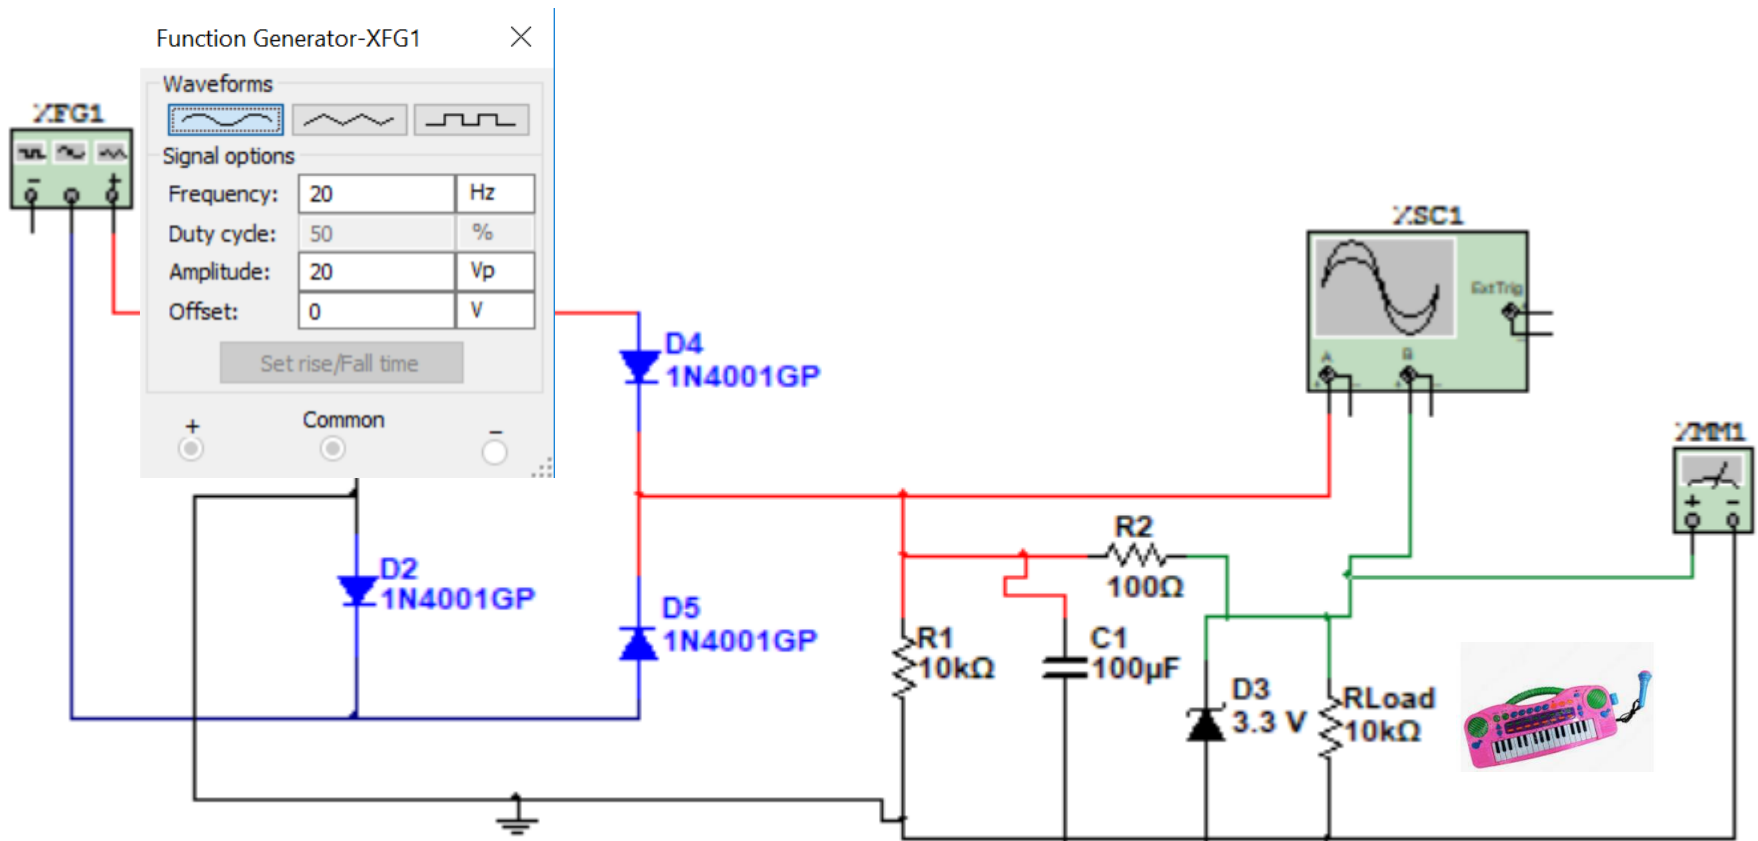 Function Generator-XFG1
Waveforms
Signal options
Frequency: 20 Hz
Duty cycle: 50 %
Amplitude: 20 Vp
Offset: 0 V
Set rise/Fall time
+ Common −
XFG1
− +
D4
1N4001GP
D2
1N4001GP
D5
1N4001GP
R1
10kΩ
R2
100Ω
C1
100µF
D3
3.3 V
RLoad
10kΩ
XSC1
Ext Trig
A B
XMM1
+ −